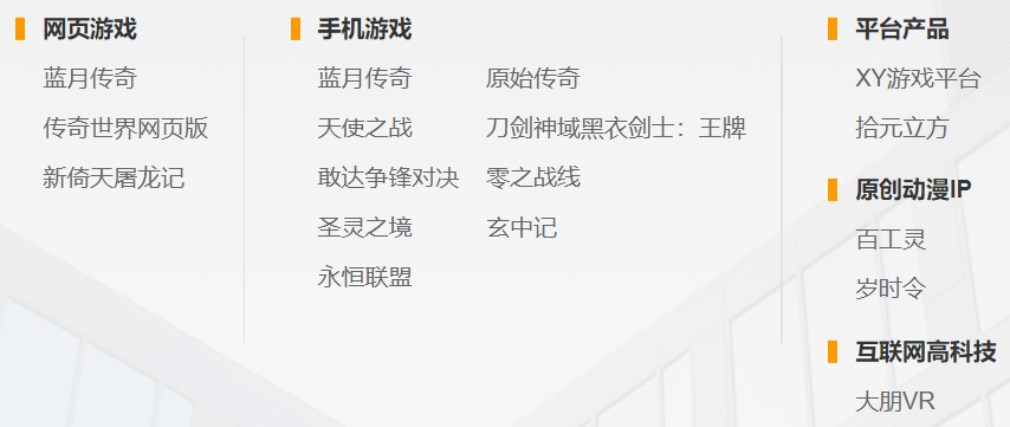 网页游戏
蓝月传奇
传奇世界网页版
新倚天屠龙记
手机游戏
蓝月传奇 原始传奇
天使之战 刀剑神域黑衣剑士：王牌
敢达争锋对决 零之战线
圣灵之境 玄中记
永恒联盟
平台产品
XY游戏平台
拾元立方
原创动漫IP
百工灵
岁时令
互联网高科技
大朋VR